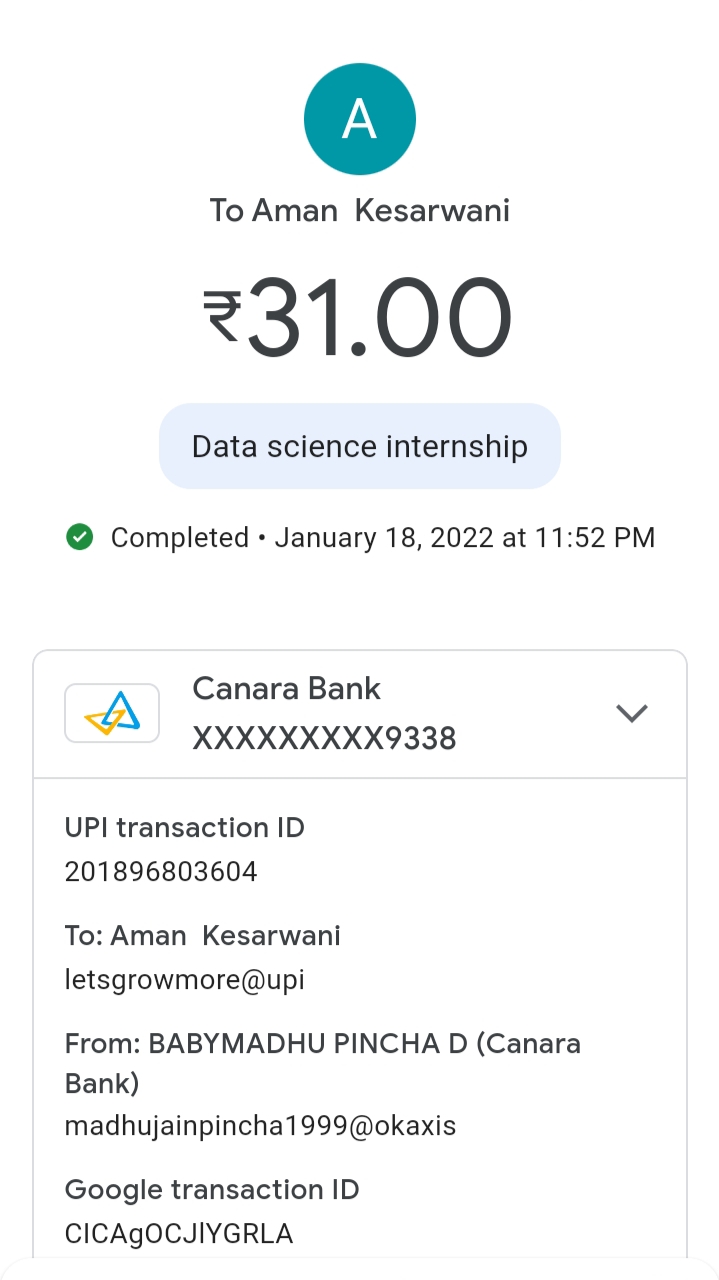 A
To Aman  Kesarwani
₹31.00
Data science internship
Completed • January 18, 2022 at 11:52 PM
Canara Bank
XXXXXXXXX9338
UPI transaction ID
201896803604
To: Aman  Kesarwani
letsgrowmore@upi
From: BABYMADHU PINCHA D (Canara
Bank)
madhujainpincha1999@okaxis
Google transaction ID
CICAgOCJlYGRLA